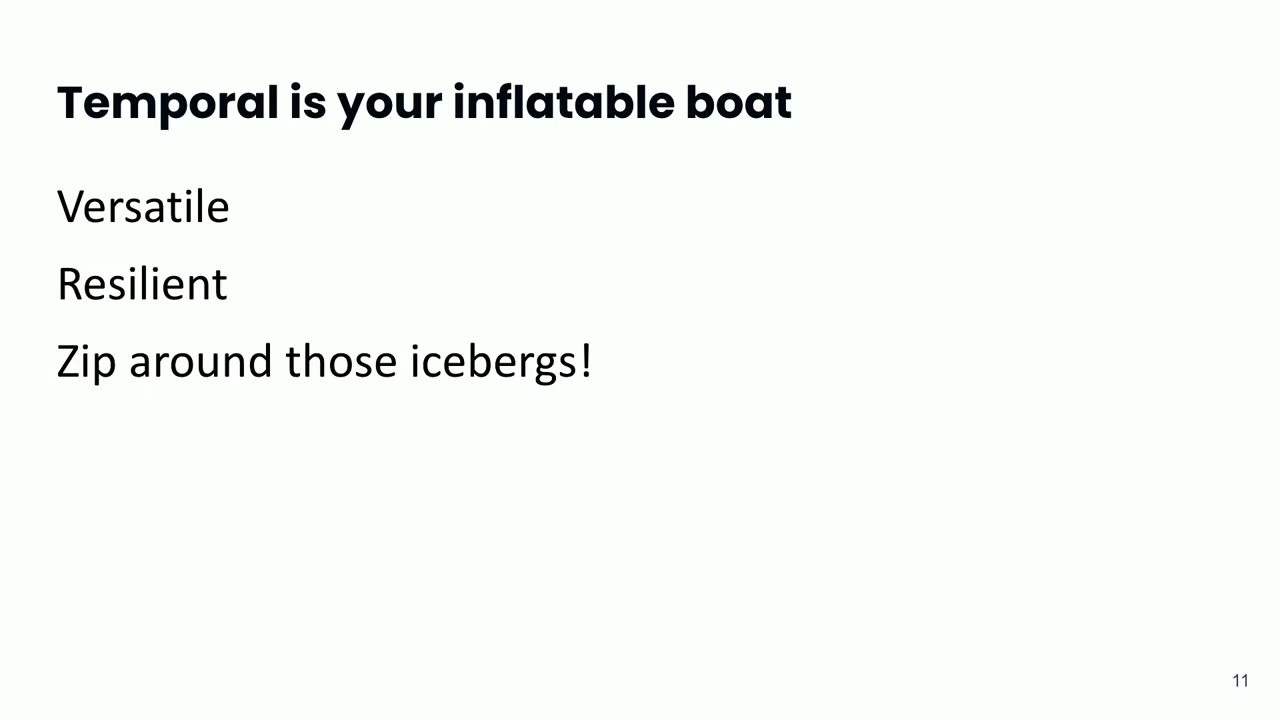 Temporal is your inflatable boat
Versatile
Resilient
Zip around those icebergs!
11